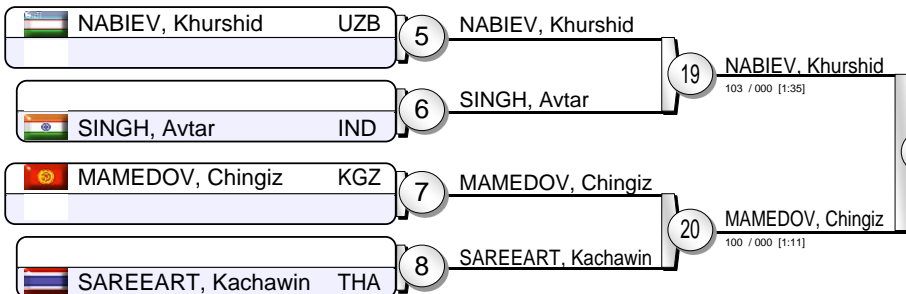 NABIEV, Khurshid UZB
5
NABIEV, Khurshid
19
NABIEV, Khurshid
103 / 000 [1:35]
6
SINGH, Avtar
SINGH, Avtar IND
MAMEDOV, Chingiz KGZ
7
MAMEDOV, Chingiz
20
MAMEDOV, Chingiz
100 / 000 [1:11]
8
SAREEART, Kachawin
SAREEART, Kachawin THA